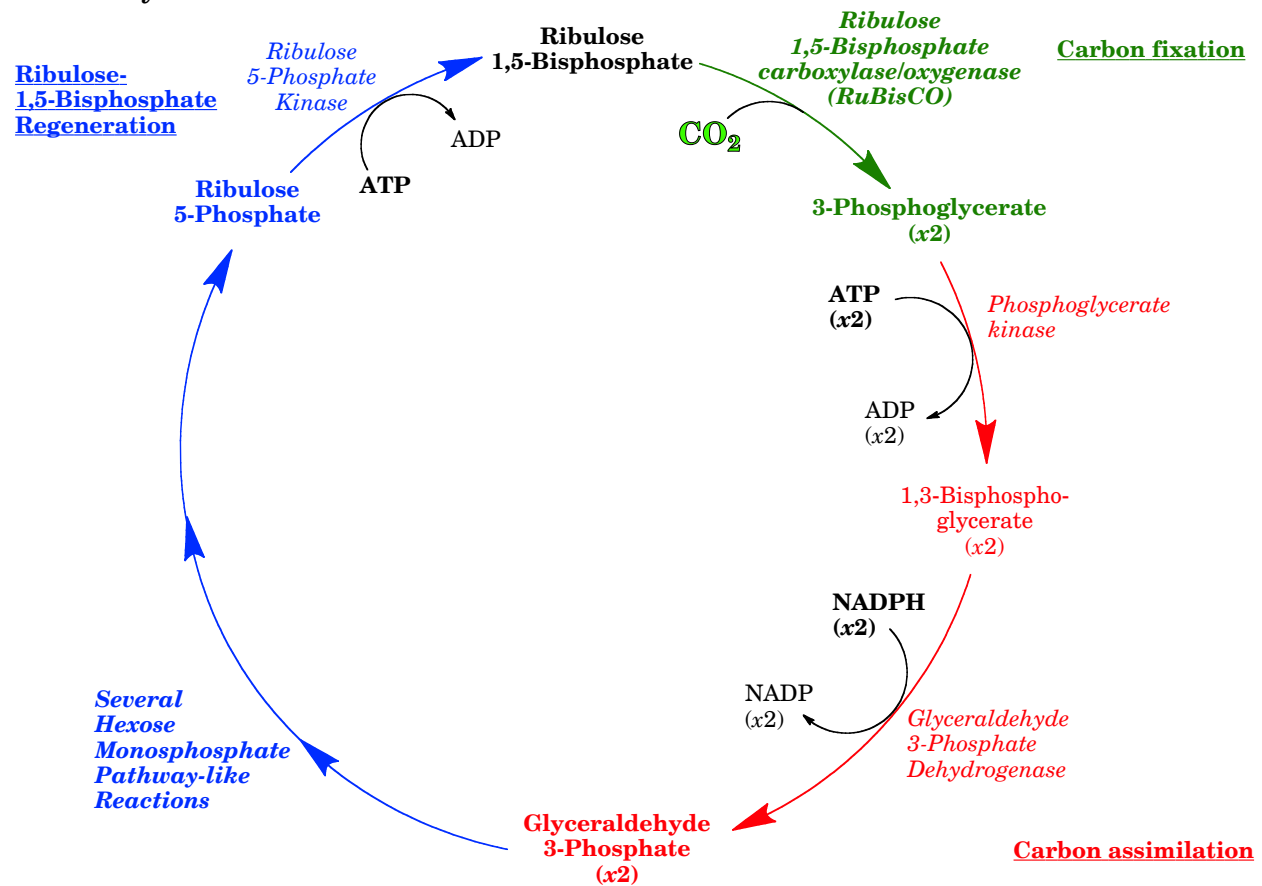 Ribulose
1,5-Bisphosphate
Ribulose
1,5-Bisphosphate
carboxylase/oxygenase
(RuBisCO)
Carbon fixation
Ribulose-
1,5-Bisphosphate
Regeneration
Ribulose
5-Phosphate
Kinase
ADP
ATP
CO2
Ribulose
5-Phosphate
3-Phosphoglycerate
(x2)
ATP
(x2)
Phosphoglycerate
kinase
ADP
(x2)
1,3-Bisphospho-
glycerate
(x2)
NADPH
(x2)
NADP
(x2)
Glyceraldehyde
3-Phosphate
Dehydrogenase
Several
Hexose
Monosphosphate
Pathway-like
Reactions
Glyceraldehyde
3-Phosphate
(x2)
Carbon assimilation